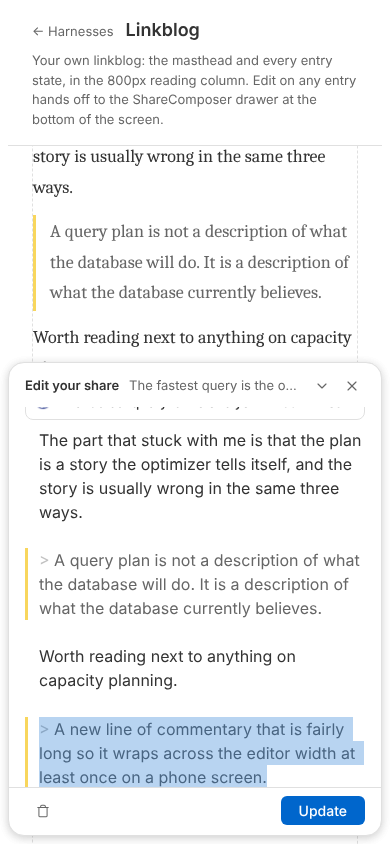 ← Harnesses Linkblog
Your own linkblog: the masthead and every entry
state, in the 800px reading column. Edit on any entry
hands off to the ShareComposer drawer at the
bottom of the screen.
story is usually wrong in the same three
ways.
A query plan is not a description of what
the database will do. It is a description of
what the database currently believes.
Worth reading next to anything on capacity
Edit your share The fastest query is the o...
The part that stuck with me is that the plan
is a story the optimizer tells itself, and the
story is usually wrong in the same three
ways.
> A query plan is not a description of what
the database will do. It is a description of
what the database currently believes.
Worth reading next to anything on
capacity planning.
> A new line of commentary that is fairly
long so it wraps across the editor width at
least once on a phone screen.
Update